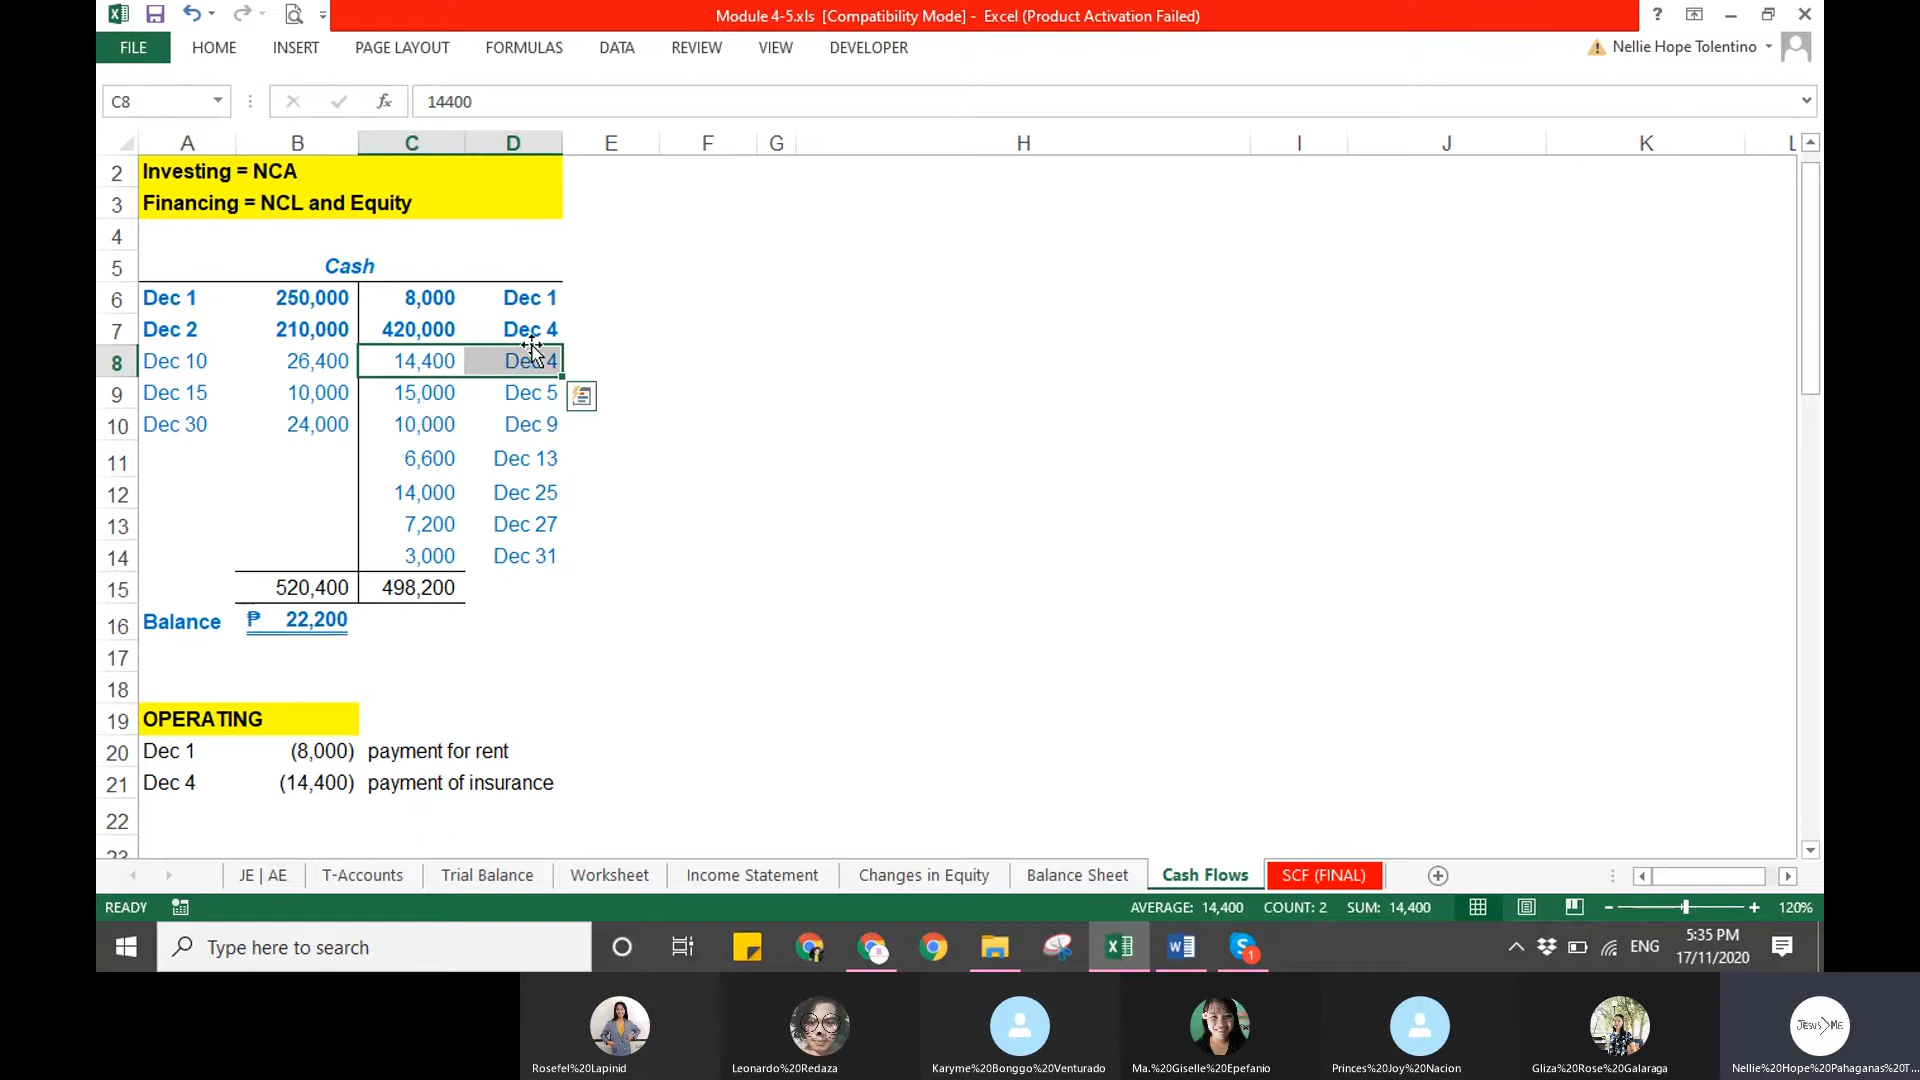 Module 4-5.xls [Compatibility Mode] - Excel (Product Activation Failed)
FILE HOME INSERT PAGE LAYOUT FORMULAS DATA REVIEW VIEW DEVELOPER
Nellie Hope Tolentino
C8 fx 14400
A B C D E F G H I J K L
2 Investing = NCA
3 Financing = NCL and Equity
4
5 Cash
6 Dec 1 250,000 8,000 Dec 1
7 Dec 2 210,000 420,000 Dec 4
8 Dec 10 26,400 14,400 Dec 4
9 Dec 15 10,000 15,000 Dec 5
10 Dec 30 24,000 10,000 Dec 9
11 6,600 Dec 13
12 14,000 Dec 25
13 7,200 Dec 27
14 3,000 Dec 31
15 520,400 498,200
16 Balance ₱ 22,200
17
18
19 OPERATING
20 Dec 1 (8,000) payment for rent
21 Dec 4 (14,400) payment of insurance
22
23
JE | AE T-Accounts Trial Balance Worksheet Income Statement Changes in Equity Balance Sheet Cash Flows SCF (FINAL)
READY AVERAGE: 14,400 COUNT: 2 SUM: 14,400 120%
Type here to search
1
ENG
5:35 PM
17/11/2020
JESUS>ME
Rosefel%20Lapinid Leonardo%20Redaza Karyme%20Bonggo%20Venturado Ma.%20Giselle%20Epefanio Princes%20Joy%20Nacion Gliza%20Rose%20Galaraga Nellie%20Hope%20Pahaganas%20T...